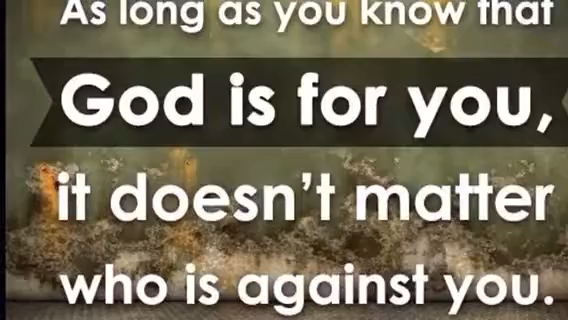 As long as you know that
God is for you,
it doesn't matter
who is against you.